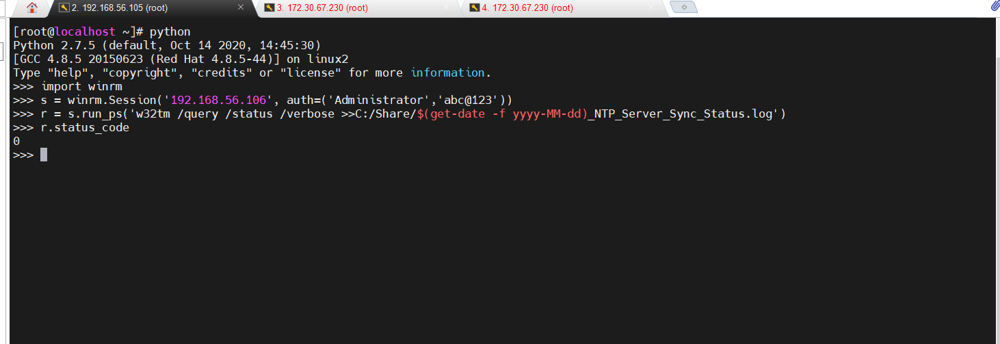 2. 192.168.56.105 (root)
3. 172.30.67.230 (root)
4. 172.30.67.230 (root)
[root@localhost ~]# python
Python 2.7.5 (default, Oct 14 2020, 14:45:30)
[GCC 4.8.5 20150623 (Red Hat 4.8.5-44)] on linux2
Type "help", "copyright", "credits" or "license" for more information.
>>> import winrm
>>> s = winrm.Session('192.168.56.106', auth=('Administrator','abc@123'))
>>> r = s.run_ps('w32tm /query /status /verbose >>C:/Share/$(get-date -f yyyy-MM-dd)_NTP_Server_Sync_Status.log')
>>> r.status_code
0
>>>